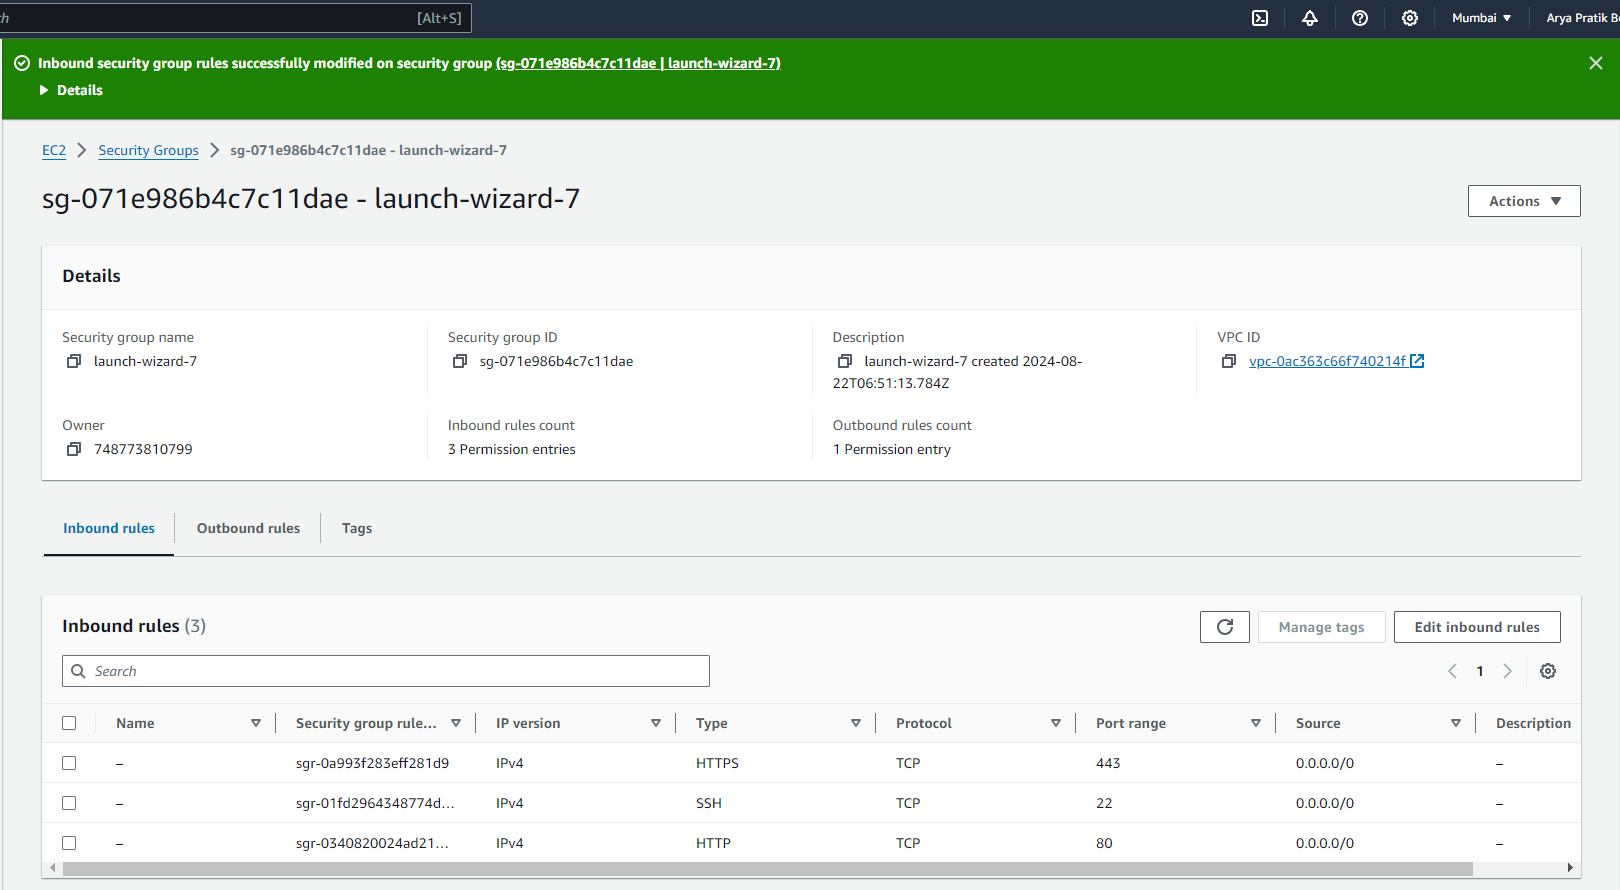 [Alt+S] Mumbai Arya Pratik
Inbound security group rules successfully modified on security group (sg-071e986b4c7c11dae | launch-wizard-7)
Details
EC2 Security Groups sg-071e986b4c7c11dae - launch-wizard-7
sg-071e986b4c7c11dae - launch-wizard-7
Actions
Details
Security group name
launch-wizard-7
Security group ID
sg-071e986b4c7c11dae
Description
launch-wizard-7 created 2024-08-
22T06:51:13.784Z
VPC ID
vpc-0ac363c66f740214f
Owner
748773810799
Inbound rules count
3 Permission entries
Outbound rules count
1 Permission entry
Inbound rules Outbound rules Tags
Inbound rules (3) Manage tags Edit inbound rules
Search 1
Name Security group rule... IP version Type Protocol Port range Source Description
– sgr-0a993f283eff281d9 IPv4 HTTPS TCP 443 0.0.0.0/0 –
– sgr-01fd2964348774d... IPv4 SSH TCP 22 0.0.0.0/0 –
– sgr-0340820024ad21... IPv4 HTTP TCP 80 0.0.0.0/0 –